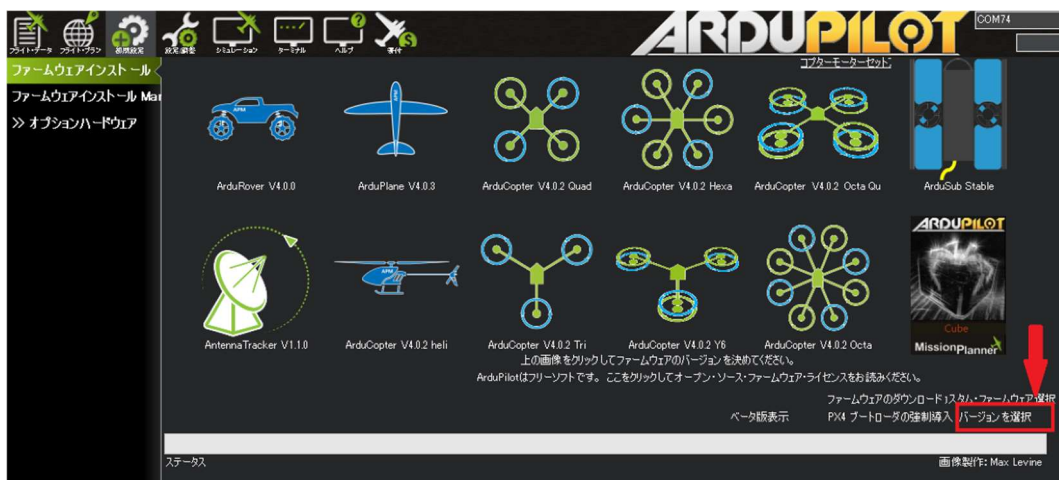 フライト・データ フライト・プラン 初期設定 設定/調整 シミュレーション ターミナル ヘルプ 寄付
ARDUPILOT
COM74
ファームウェアインストール
ファームウェアインストール Mar
≫ オプションハードウェア
コプターモーターセット:
APM
APM
ArduRover V4.0.0
ArduPlane V4.0.3
ArduCopter V4.0.2 Quad
ArduCopter V4.0.2 Hexa
ArduCopter V4.0.2 Octa Qu
ArduSub Stable
APM
ARDUPILOT
Cube
MissionPlanner
AntennaTracker V1.1.0
ArduCopter V4.0.2 heli
ArduCopter V4.0.2 Tri
ArduCopter V4.0.2 Y6
ArduCopter V4.0.2 Octa
上の画像をクリックしてファームウェアのバージョンを決めてください。
ArduPilotはフリーソフトです。 ここをクリックしてオープン・ソース・ファームウェア・ライセンスをお読みください。
ファームウェアのダウンロード スタム・ファームウェア選択
ベータ版表示 PX4 ブートローダの強制導入 バージョンを選択
ステータス
画像製作: Max Levine